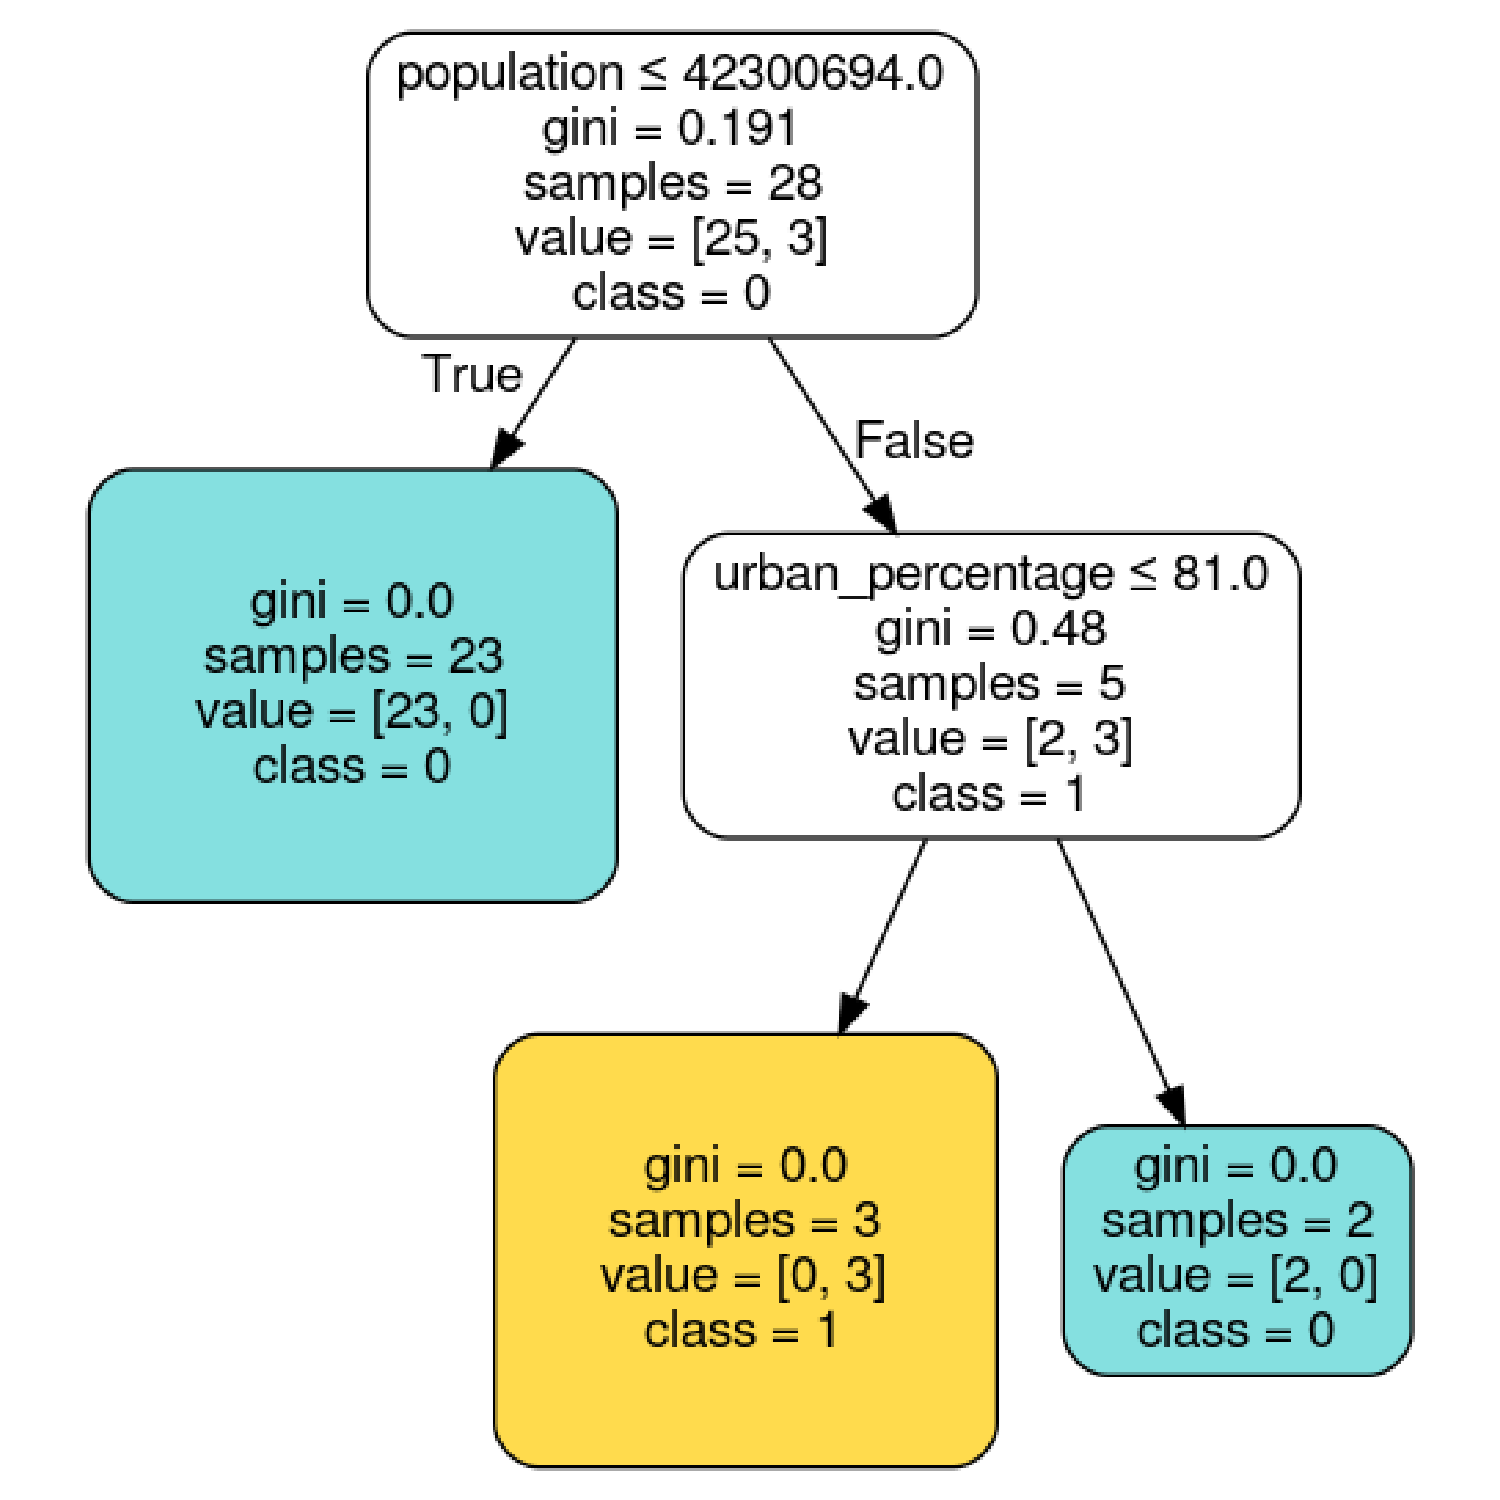 population ≤ 42300694.0
gini = 0.191
samples = 28
value = [25, 3]
class = 0
True
False
gini = 0.0
samples = 23
value = [23, 0]
class = 0
urban_percentage ≤ 81.0
gini = 0.48
samples = 5
value = [2, 3]
class = 1
gini = 0.0
samples = 3
value = [0, 3]
class = 1
gini = 0.0
samples = 2
value = [2, 0]
class = 0